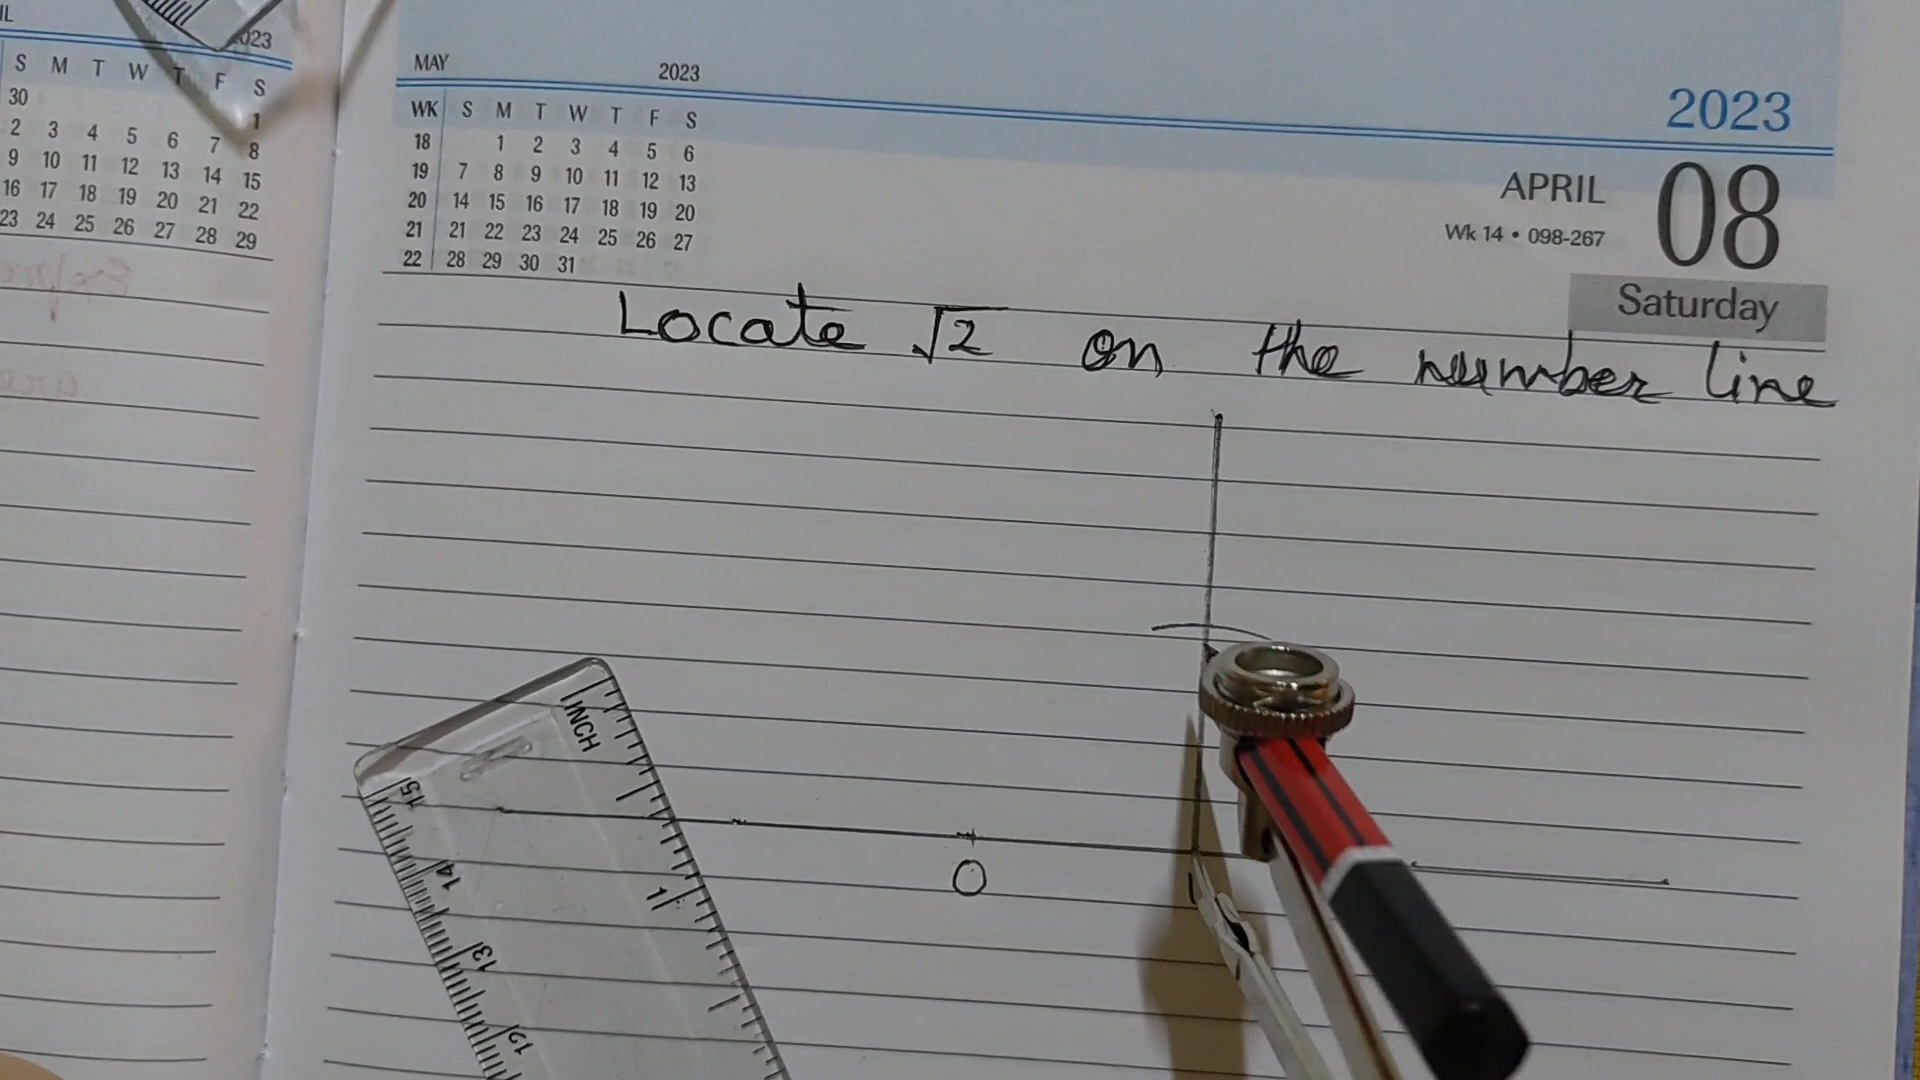 IL 2023
S M T W T F S
30 1
2 3 4 5 6 7 8
9 10 11 12 13 14 15
16 17 18 19 20 21 22
23 24 25 26 27 28 29
MAY 2023
WK S M T W T F S
18 1 2 3 4 5 6
19 7 8 9 10 11 12 13
20 14 15 16 17 18 19 20
21 21 22 23 24 25 26 27
22 28 29 30 31
2023
APRIL 08
Wk 14 • 098-267
Saturday
Locate √2 on the number line
INCH
1
15
14
13
12
0 1